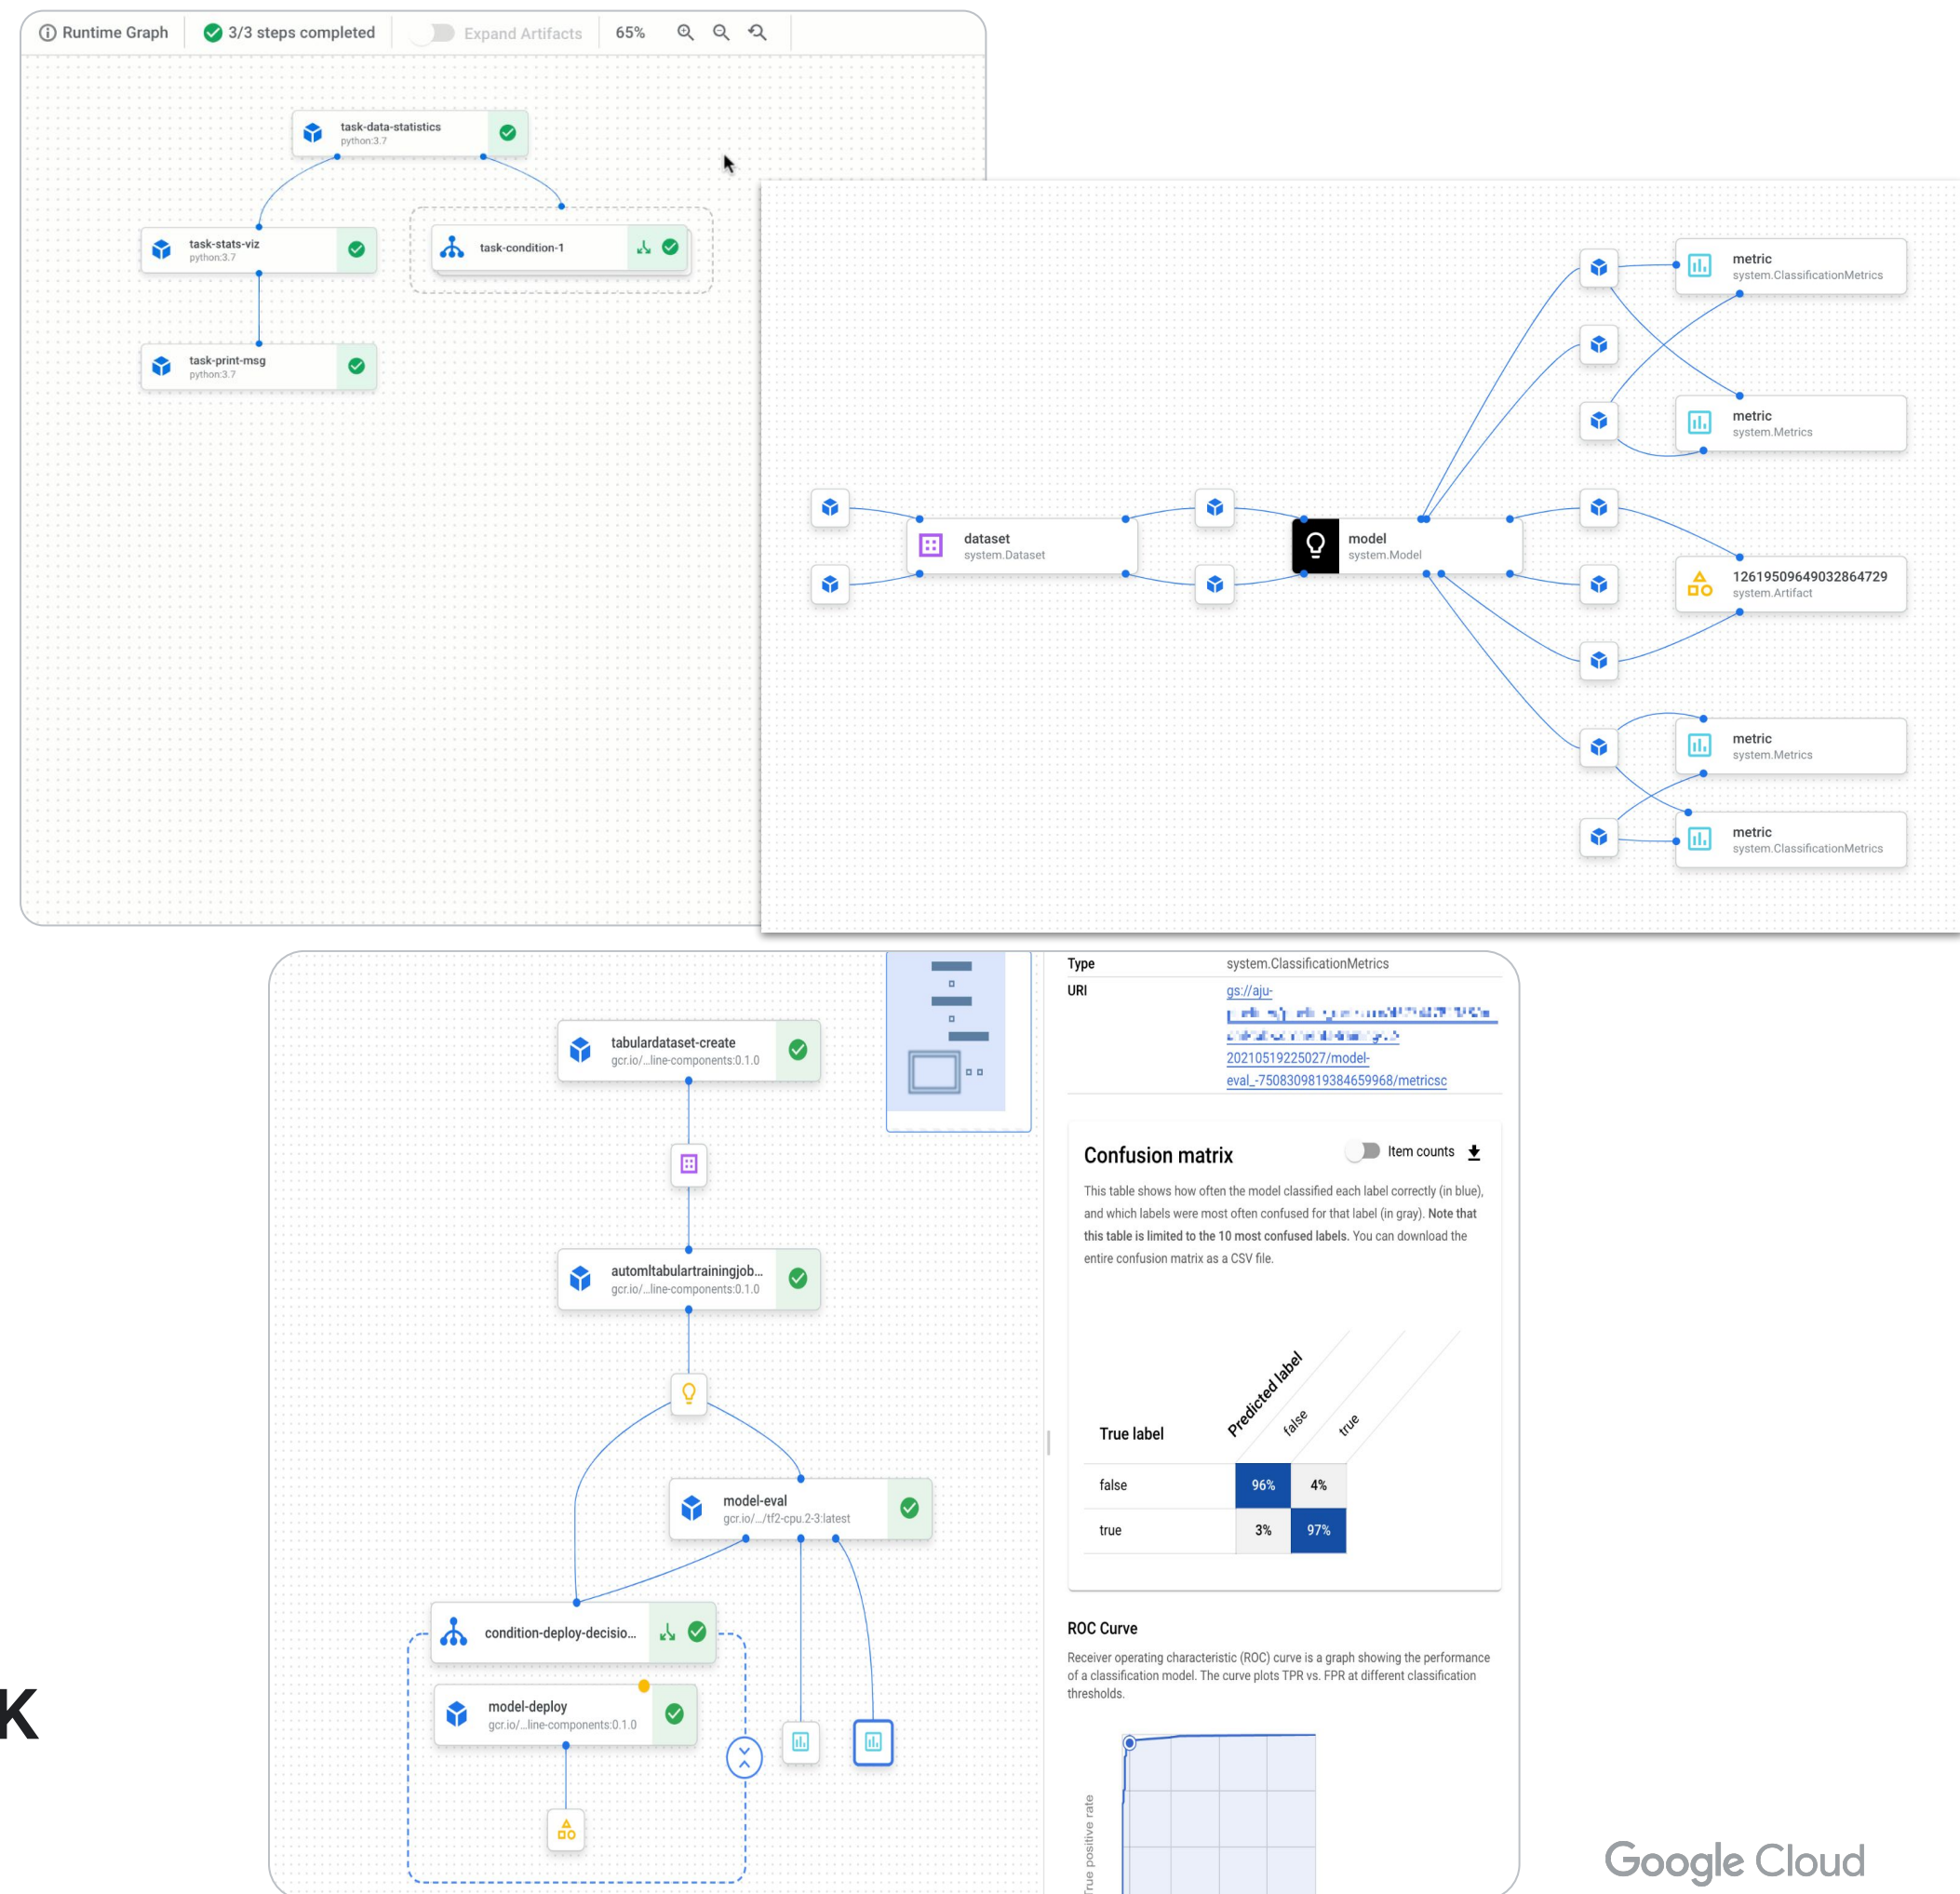 Runtime Graph
3/3 steps completed
Expand Artifacts
65%
task-data-statistics
python:3.7
task-stats-viz
python:3.7
task-condition-1
task-print-msg
python:3.7
metric
system.ClassificationMetrics
metric
system.Metrics
dataset
system.Dataset
model
system.Model
12619509649032864729
system.Artifact
metric
system.Metrics
metric
system.ClassificationMetrics
tabulardataset-create
gcr.io/...line-components:0.1.0
automltabulartrainingjob...
gcr.io/...line-components:0.1.0
model-eval
gcr.io/.../tf2-cpu.2-3:latest
condition-deploy-decisio...
model-deploy
gcr.io/...line-components:0.1.0
Type
system.ClassificationMetrics
URI
gs://aju-
20210519225027/model-
eval_-7508309819384659968/metricsc
Confusion matrix
Item counts
This table shows how often the model classified each label correctly (in blue),
and which labels were most often confused for that label (in gray). Note that
this table is limited to the 10 most confused labels. You can download the
entire confusion matrix as a CSV file.
Predicted label
false
true
True label
false
96%
4%
true
3%
97%
ROC Curve
Receiver operating characteristic (ROC) curve is a graph showing the performance
of a classification model. The curve plots TPR vs. FPR at different classification
thresholds.
True positive rate
K
Google Cloud